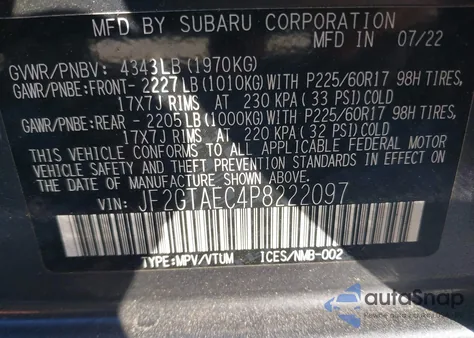 MFD BY SUBARU CORPORATION
MFD IN 07/22
GVWR/PNBV: 4343LB(1970KG)
GAWR/PNBE:FRONT- 2227LB(1010KG)WITH P225/60R17 98H TIRES,
17X7J RIMS AT 230 KPA(33 PSI)COLD
GAWR/PNBE:REAR - 2205LB(1000KG)WITH P225/60R17 98H TIRES,
17X7J RIMS AT 220 KPA(32 PSI)COLD
THIS VEHICLE CONFORMS TO ALL APPLICABLE FEDERAL MOTOR
VEHICLE SAFETY AND BUMPER STANDARDS IN EFFECT ON
THE DATE OF MANUFACTURE SHOWN ABOVE.
VIN: JF2GTAEC4P8222097
TYPE:MPV/VTUM ICES/NMB-002
autoSnap